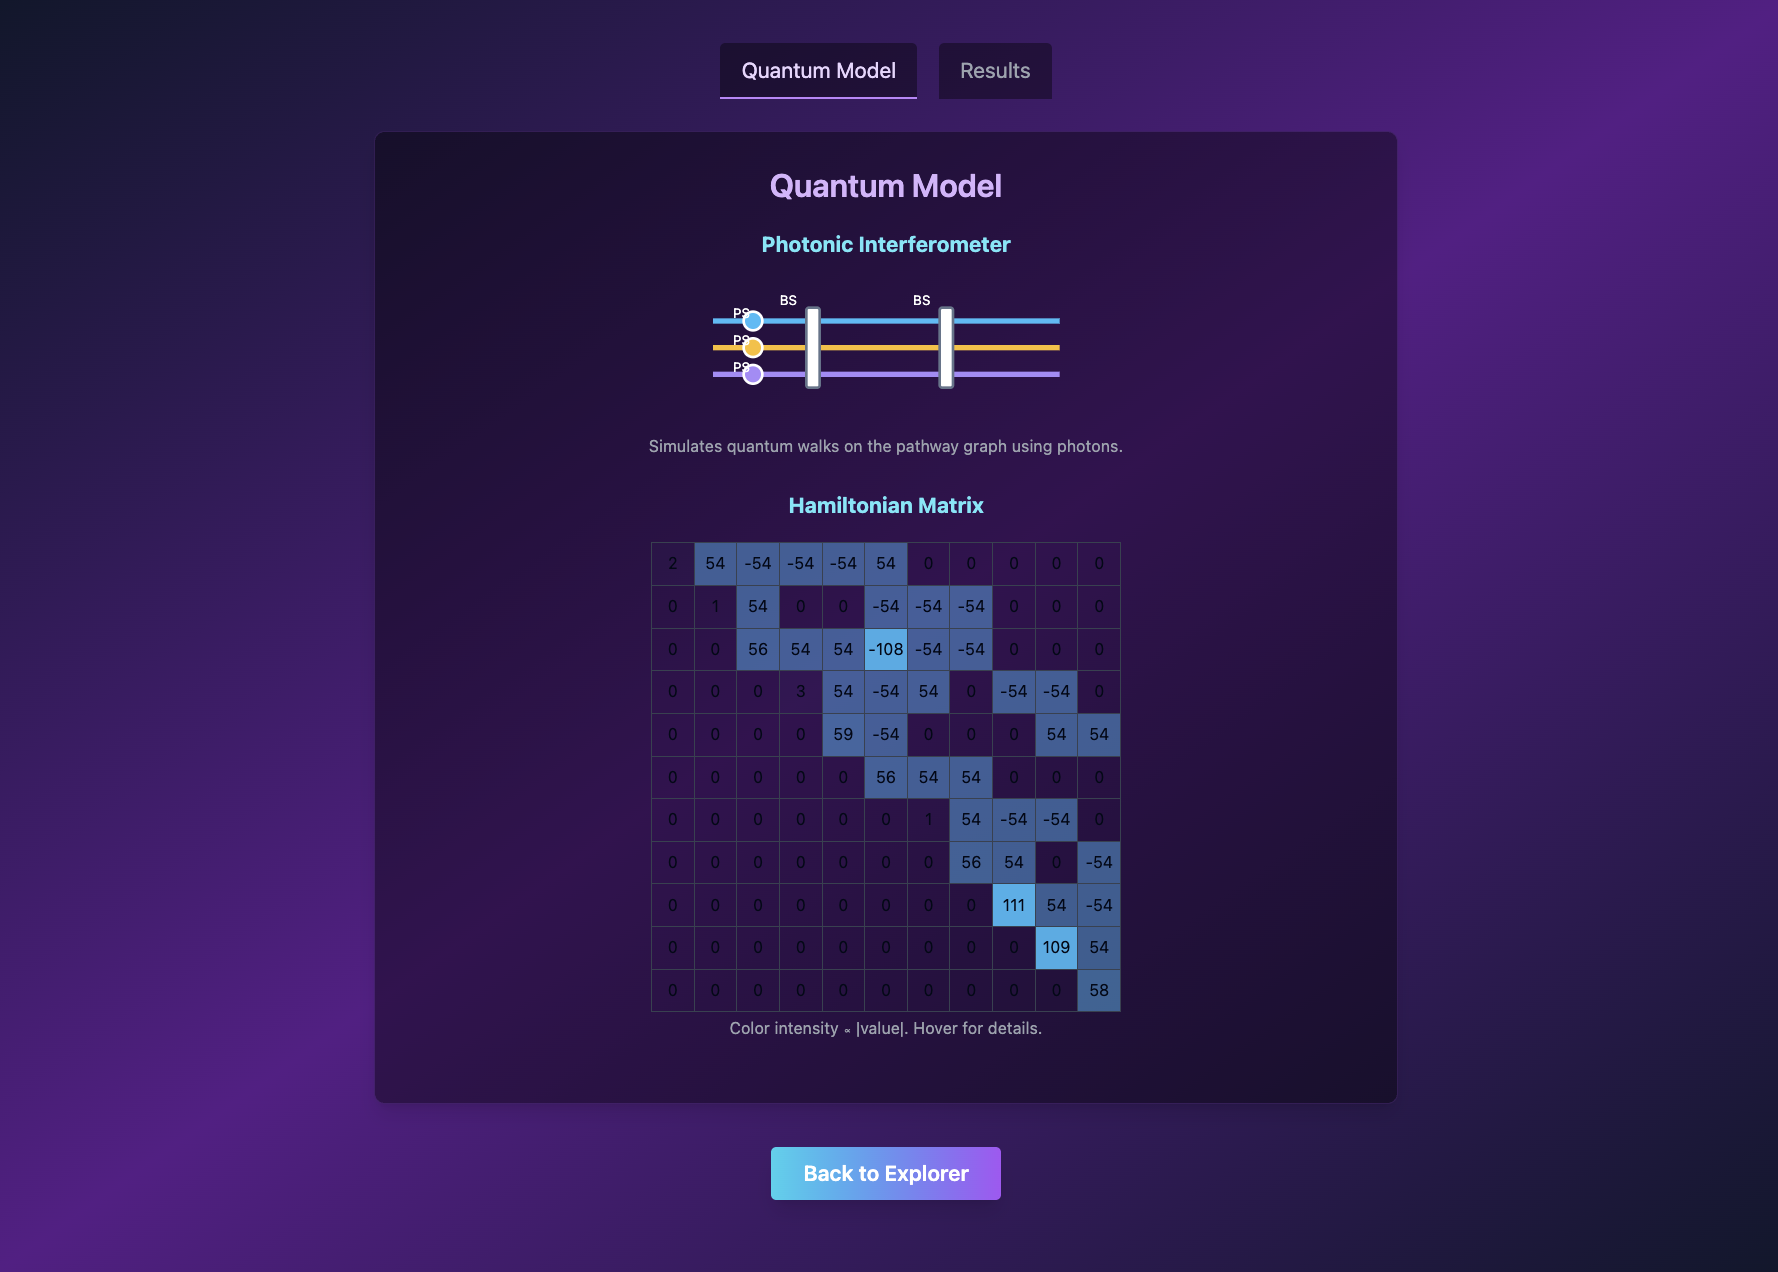 Quantum Model Results
Quantum Model
Photonic Interferometer
BS BS
PS
PS
PS
Simulates quantum walks on the pathway graph using photons.
Hamiltonian Matrix
2 54 -54 -54 -54 54 0 0 0 0 0
0 1 54 0 0 -54 -54 -54 0 0 0
0 0 56 54 54 -108 -54 -54 0 0 0
0 0 0 3 54 -54 54 0 -54 -54 0
0 0 0 0 59 -54 0 0 0 54 54
0 0 0 0 0 56 54 54 0 0 0
0 0 0 0 0 0 1 54 -54 -54 0
0 0 0 0 0 0 0 56 54 0 -54
0 0 0 0 0 0 0 0 111 54 -54
0 0 0 0 0 0 0 0 0 109 54
0 0 0 0 0 0 0 0 0 0 58
Color intensity ∝ |value|. Hover for details.
Back to Explorer